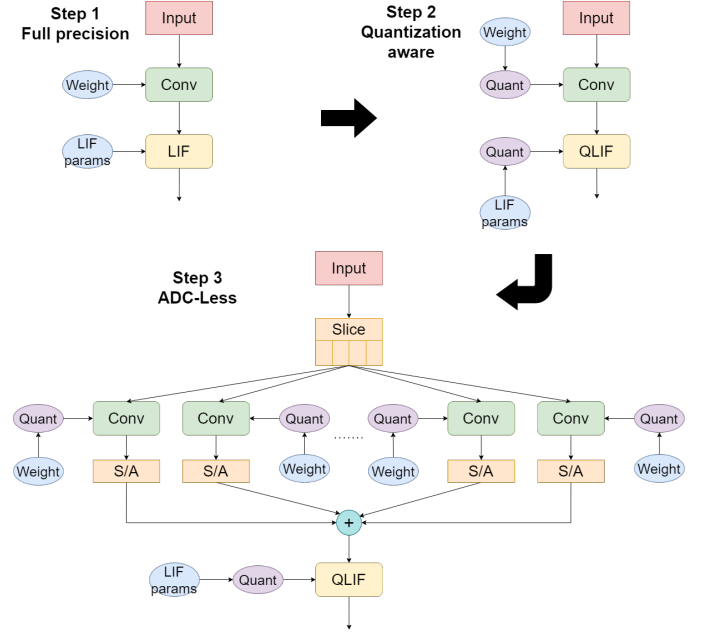 Step 1
Full precision
Input
Weight
Conv
LIF
params
LIF
Step 2
Quantization
aware
Weight
Input
Quant
Conv
Quant
QLIF
LIF
params
Step 3
ADC-Less
Input
Slice
Quant
Conv
Conv
Quant
.......
Quant
Conv
Conv
Quant
Weight
S/A
S/A
Weight
Weight
S/A
S/A
Weight
+
LIF
params
Quant
QLIF